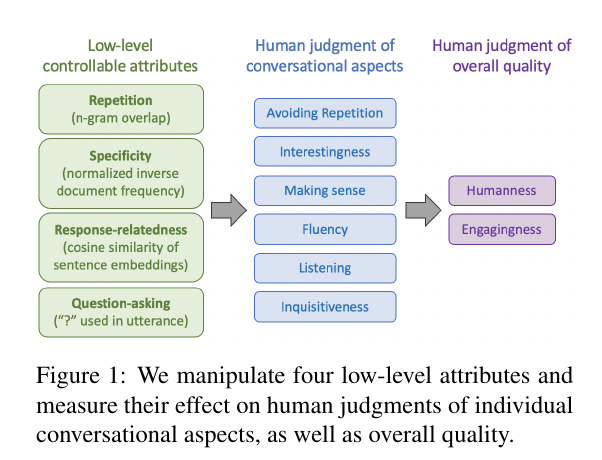 Low-level
controllable attributes
Repetition
(n-gram overlap)
Specificity
(normalized inverse
document frequency)
Response-relatedness
(cosine similarity of
sentence embeddings)
Question-asking
(“?” used in utterance)
Human judgment of
conversational aspects
Avoiding Repetition
Interestingness
Making sense
Fluency
Listening
Inquisitiveness
Human judgment of
overall quality
Humanness
Engagingness
Figure 1: We manipulate four low-level attributes and
measure their effect on human judgments of individual
conversational aspects, as well as overall quality.